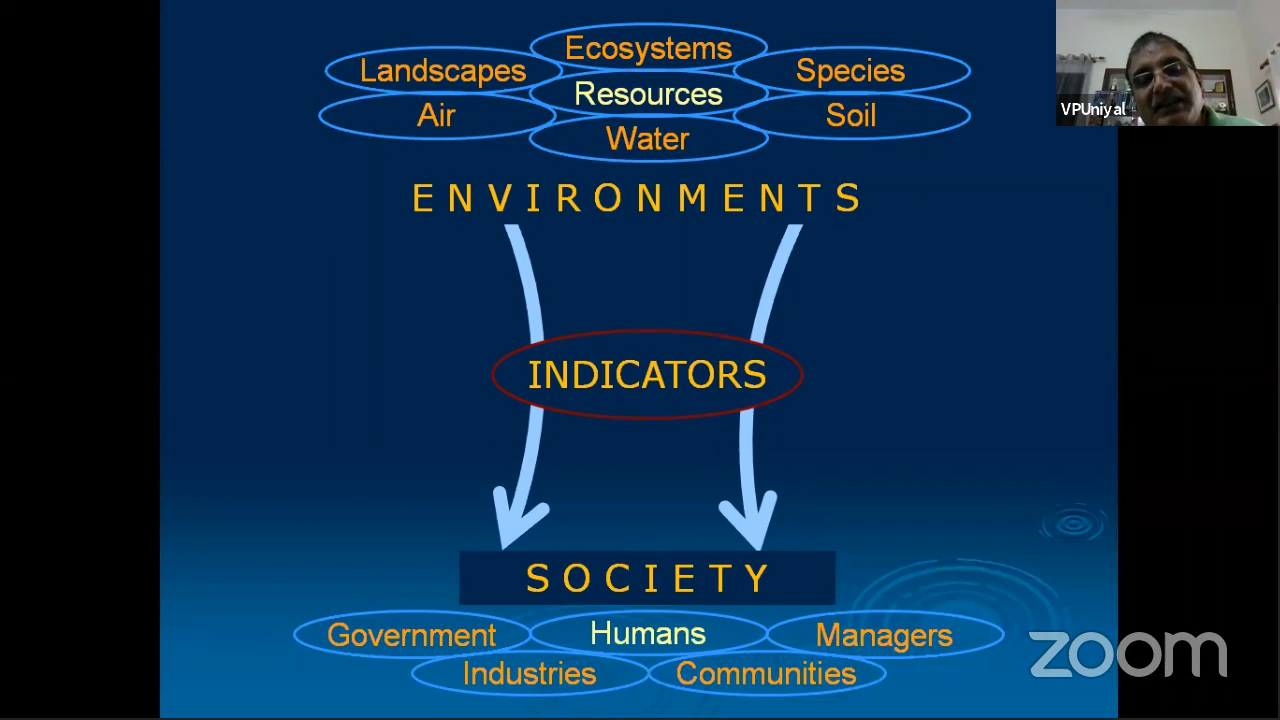 Ecosystems
Landscapes
Species
Resources
Air
Soil
Water
ENVIRONMENTS
INDICATORS
SOCIETY
Government
Humans
Managers
Industries
Communities
VPUniyal
zoom